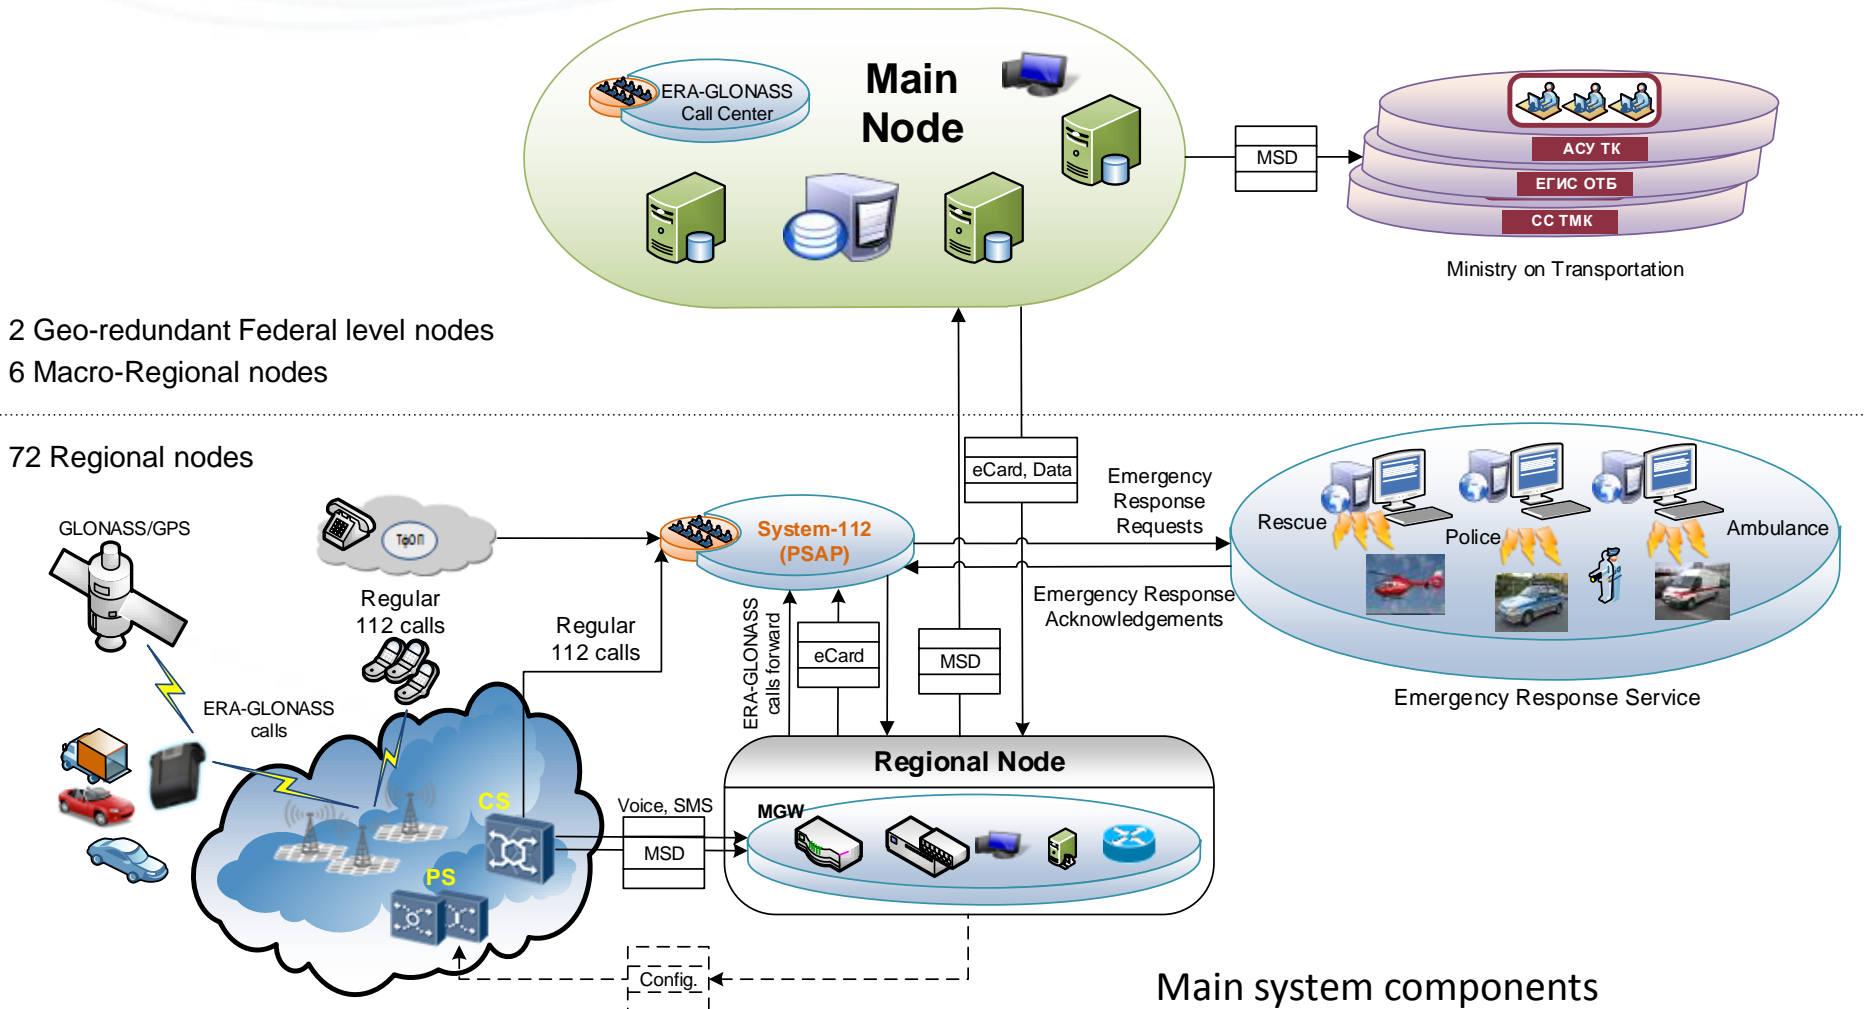 ERA-GLONASS
Call Center
Main
Node
MSD
АСУ ТК
ЕГИС ОТБ
СС ТМК
Ministry on Transportation
2 Geo-redundant Federal level nodes
6 Macro-Regional nodes
72 Regional nodes
GLONASS/GPS
ТфОП
Regular
112 calls
Regular
112 calls
System-112
(PSAP)
eCard, Data
Emergency
Response
Requests
Emergency Response
Acknowledgements
Rescue
Police
Ambulance
Emergency Response Service
ERA-GLONASS
calls forward
eCard
MSD
ERA-GLONASS
calls
CS
PS
Voice, SMS
MSD
Regional Node
MGW
Config.
Main system components